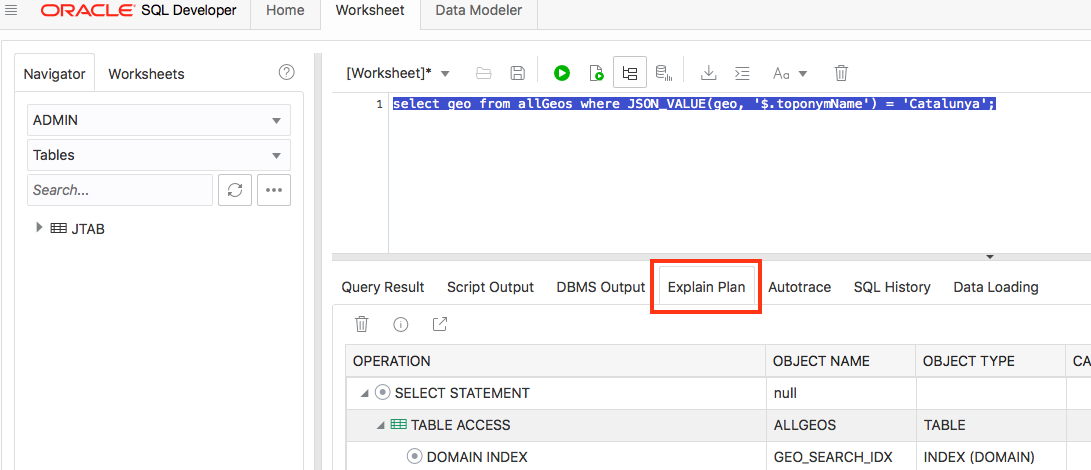 ORACLE SQL Developer Home Worksheet Data Modeler
Navigator Worksheets
[Worksheet]*
Aa
ADMIN
Tables
Search...
JTAB
1 select geo from allGeos where JSON_VALUE(geo, '$.toponymName') = 'Catalunya';
Query Result Script Output DBMS Output Explain Plan Autotrace SQL History Data Loading
OPERATION OBJECT NAME OBJECT TYPE CA
SELECT STATEMENT null
TABLE ACCESS ALLGEOS TABLE
DOMAIN INDEX GEO_SEARCH_IDX INDEX (DOMAIN)